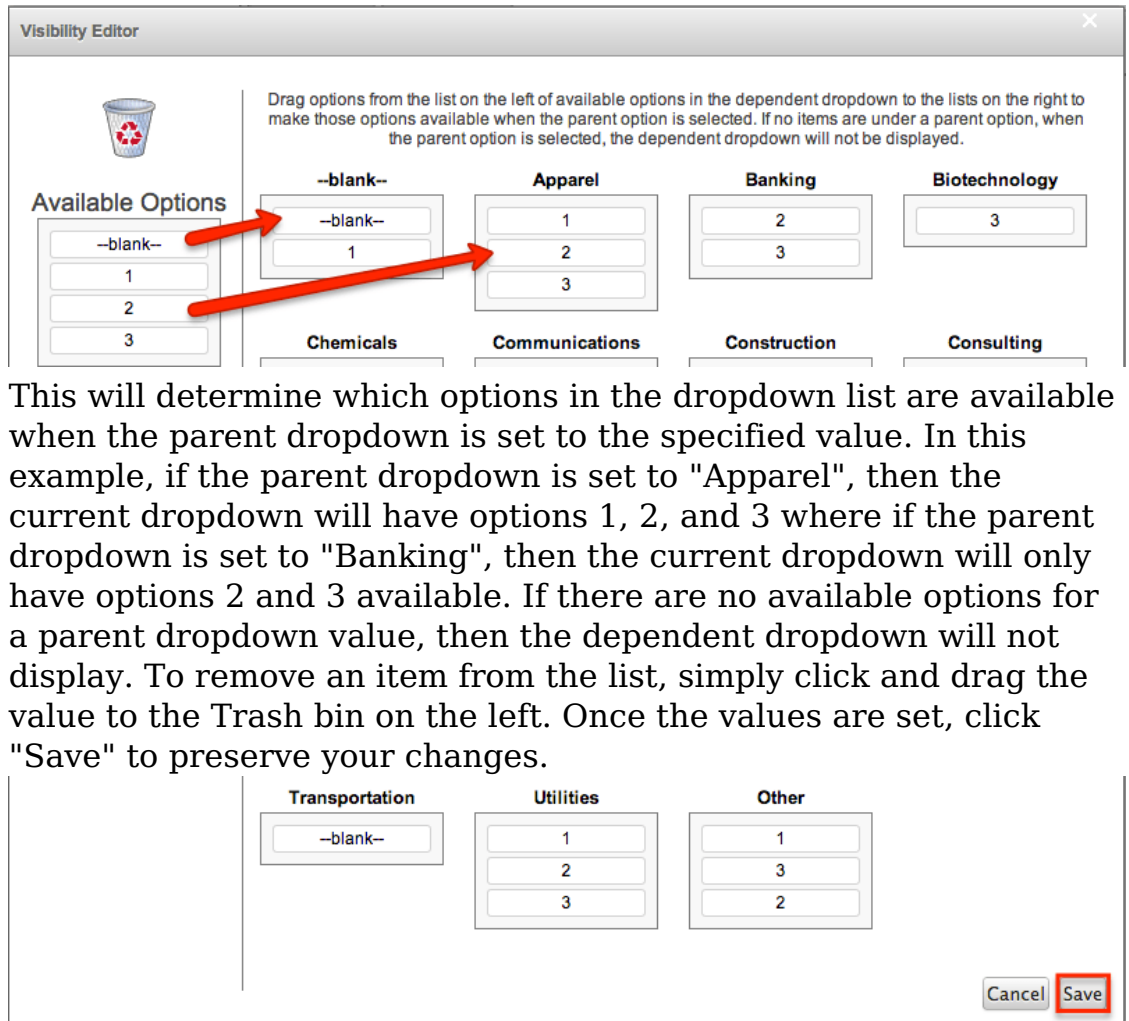 Visibility Editor
Drag options from the list on the left of available options in the dependent dropdown to the lists on the right to
make those options available when the parent option is selected. If no items are under a parent option, when
the parent option is selected, the dependent dropdown will not be displayed.
Available Options
--blank--
1
2
3
--blank--
--blank--
1
Apparel
1
2
3
Banking
2
3
Biotechnology
3
Chemicals
Communications
Construction
Consulting
This will determine which options in the dropdown list are available
when the parent dropdown is set to the specified value. In this
example, if the parent dropdown is set to "Apparel", then the
current dropdown will have options 1, 2, and 3 where if the parent
dropdown is set to "Banking", then the current dropdown will only
have options 2 and 3 available. If there are no available options for
a parent dropdown value, then the dependent dropdown will not
display. To remove an item from the list, simply click and drag the
value to the Trash bin on the left. Once the values are set, click
"Save" to preserve your changes.
Transportation
--blank--
Utilities
1
2
3
Other
1
3
2
Cancel
Save